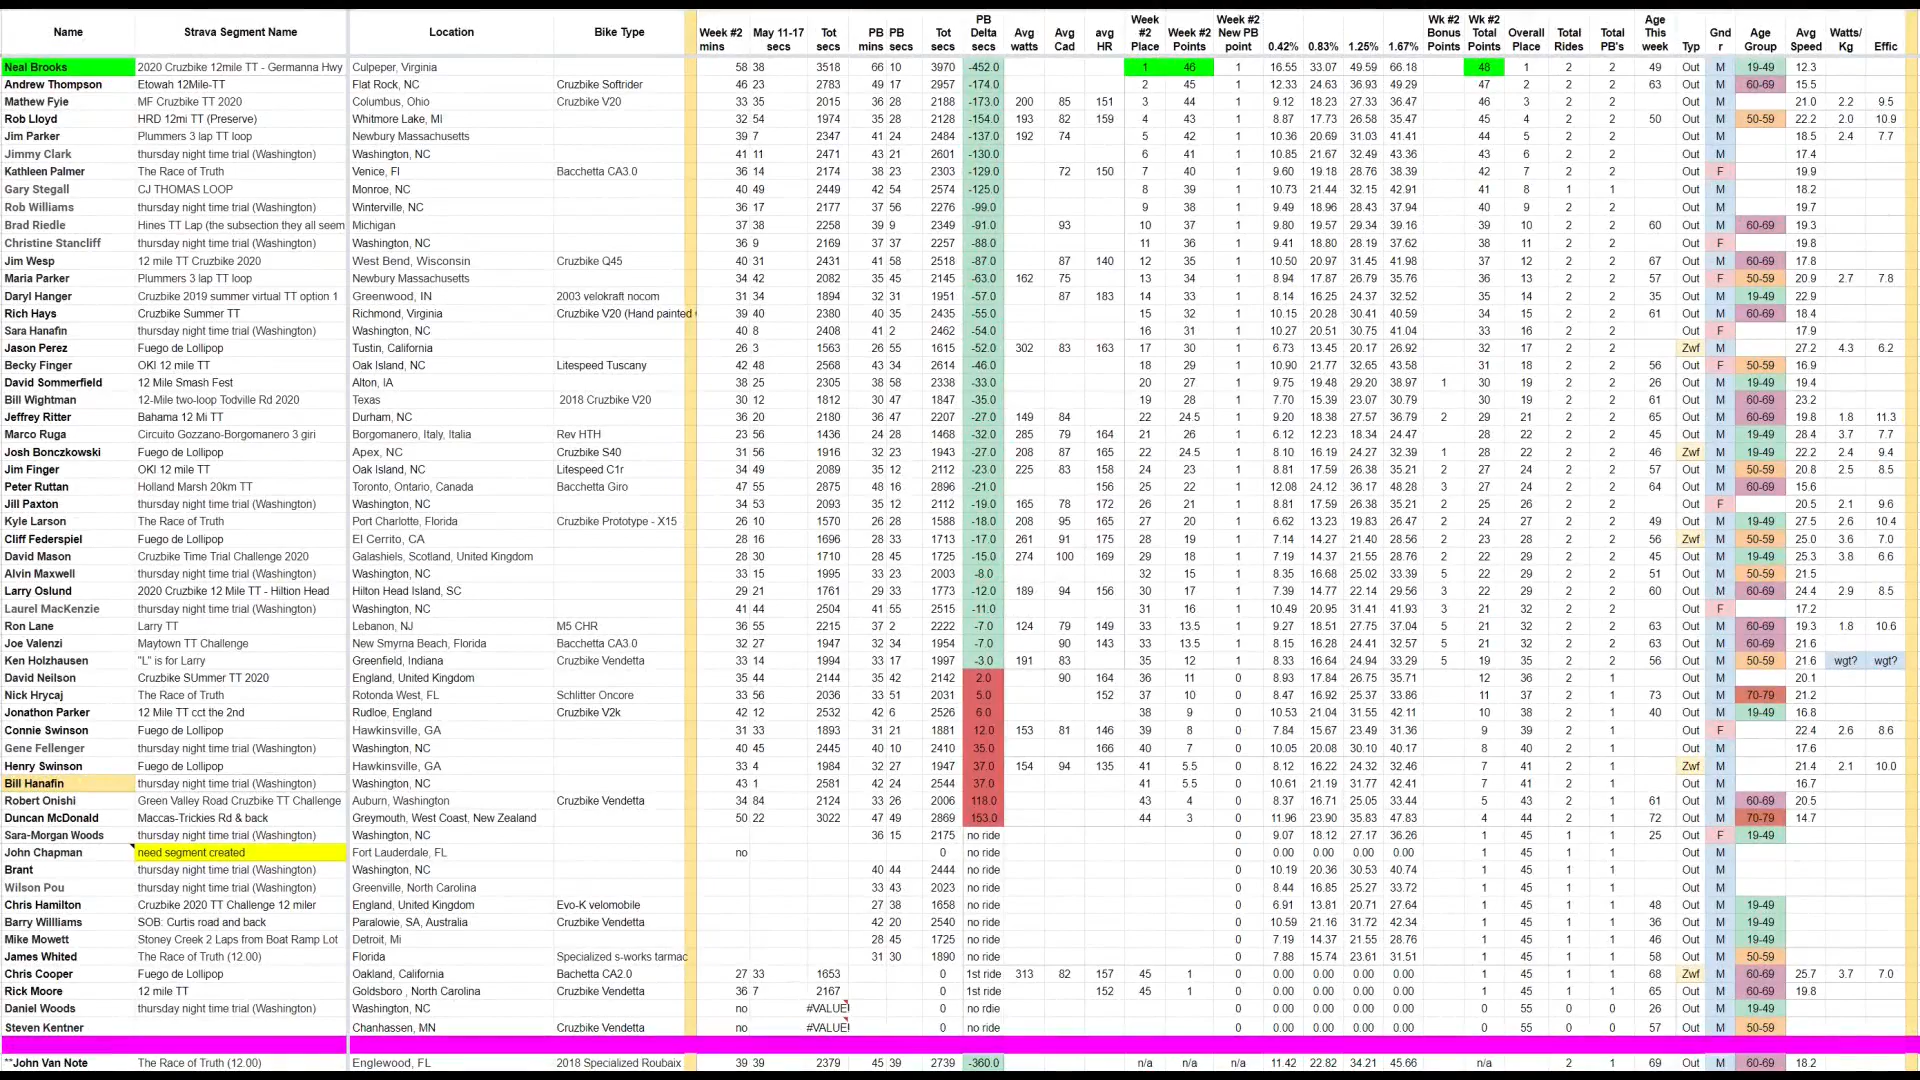 Name Strava Segment Name Location Bike Type Week #2 mins May 11-17 secs Tot secs PB mins PB secs Tot secs PB Delta secs Avg watts Avg Cad avg HR Week #2 Place Week #2 Points Week #2 New PB point 0.42% 0.83% 1.25% 1.67% Wk #2 Bonus Points Wk #2 Total Points Overall Place Total Rides Total PB's Age This week Typ Gnd r Age Group Avg Speed Watts/ Kg Effic
Neal Brooks 2020 Cruzbike 12mile TT - Germanna Hwy Culpeper, Virginia 58 38 3518 66 10 3970 -452.0 1 46 1 16.55 33.07 49.59 66.18 48 1 2 2 49 Out M 19-49 12.3
Andrew Thompson Etowah 12Mile-TT Flat Rock, NC Cruzbike Softrider 46 23 2783 49 17 2957 -174.0 2 45 1 12.33 24.63 36.93 49.29 47 2 2 2 63 Out M 60-69 15.5
Mathew Fyie MF Cruzbike TT 2020 Columbus, Ohio Cruzbike V20 33 35 2015 36 28 2188 -173.0 200 85 151 3 44 1 9.12 18.23 27.33 36.47 46 3 2 2 Out M 21.0 2.2 9.5
Rob Lloyd HRD 12mi TT (Preserve) Whitmore Lake, MI 32 54 1974 35 28 2128 -154.0 193 82 159 4 43 1 8.87 17.73 26.58 35.47 45 4 2 2 50 Out M 50-59 22.2 2.0 10.9
Jim Parker Plummers 3 lap TT loop Newbury Massachusetts 39 7 2347 41 24 2484 -137.0 192 74 5 42 1 10.36 20.69 31.03 41.41 44 5 2 2 Out M 18.5 2.4 7.7
Jimmy Clark thursday night time trial (Washington) Washington, NC 41 11 2471 43 21 2601 -130.0 6 41 1 10.85 21.67 32.49 43.36 43 6 2 2 Out M 17.4
Kathleen Palmer The Race of Truth Venice, Fl Bacchetta CA3.0 36 14 2174 38 23 2303 -129.0 72 150 7 40 1 9.60 19.18 28.76 38.39 42 7 2 2 Out F 19.9
Gary Stegall CJ THOMAS LOOP Monroe, NC 40 49 2449 42 54 2574 -125.0 8 39 1 10.73 21.44 32.15 42.91 41 8 1 1 Out M 18.2
Rob Williams thursday night time trial (Washington) Winterville, NC 36 17 2177 37 56 2276 -99.0 9 38 1 9.49 18.96 28.43 37.94 40 9 2 2 Out M 19.7
Brad Riedle Hines TT Lap (the subsection they all seem Michigan 37 38 2258 39 9 2349 -91.0 93 10 37 1 9.80 19.57 29.34 39.16 39 10 2 2 60 Out M 60-69 19.3
Christine Stancliff thursday night time trial (Washington) Washington, NC 36 9 2169 37 37 2257 -88.0 11 36 1 9.41 18.80 28.19 37.62 38 11 2 2 Out F 19.8
Jim Wesp 12 mile TT Cruzbike 2020 West Bend, Wisconsin Cruzbike Q45 40 31 2431 41 58 2518 -87.0 87 140 12 35 1 10.50 20.97 31.45 41.98 37 12 2 2 67 Out M 60-69 17.8
Maria Parker Plummers 3 lap TT loop Newbury Massachusetts 34 42 2082 35 45 2145 -63.0 162 75 13 34 1 8.94 17.87 26.79 35.76 36 13 2 2 57 Out F 50-59 20.9 2.7 7.8
Daryl Hanger Cruzbike 2019 summer virtual TT option 1 Greenwood, IN 2003 velokraft nocom 31 34 1894 32 31 1951 -57.0 87 183 14 33 1 8.14 16.25 24.37 32.52 35 14 2 2 35 Out M 19-49 22.9
Rich Hays Cruzbike Summer TT Richmond, Virginia Cruzbike V20 (Hand painted 39 40 2380 40 35 2435 -55.0 15 32 1 10.15 20.28 30.41 40.59 34 15 2 2 61 Out M 60-69 18.4
Sara Hanafin thursday night time trial (Washington) Washington, NC 40 8 2408 41 2 2462 -54.0 16 31 1 10.27 20.51 30.75 41.04 33 16 2 2 Out F 17.9
Jason Perez Fuego de Lollipop Tustin, California 26 3 1563 26 55 1615 -52.0 302 83 163 17 30 1 6.73 13.45 20.17 26.92 32 17 2 2 Zwf M 27.2 4.3 6.2
Becky Finger OKI 12 mile TT Oak Island, NC Litespeed Tuscany 42 48 2568 43 34 2614 -46.0 18 29 1 10.90 21.77 32.65 43.58 31 18 2 2 56 Out F 50-59 16.9
David Sommerfield 12 Mile Smash Fest Alton, IA 38 25 2305 38 58 2338 -33.0 20 27 1 9.75 19.48 29.20 38.97 1 30 19 2 2 26 Out M 19-49 19.4
Bill Wightman 12-Mile two-loop Todville Rd 2020 Texas 2018 Cruzbike V20 30 12 1812 30 47 1847 -35.0 19 28 1 7.70 15.39 23.07 30.79 30 19 2 2 61 Out M 60-69 23.2
Jeffrey Ritter Bahama 12 Mi TT Durham, NC 36 20 2180 36 47 2207 -27.0 149 84 22 24.5 1 9.20 18.38 27.57 36.79 2 29 21 2 2 65 Out M 60-69 19.8 1.8 11.3
Marco Ruga Circuito Gozzano-Borgomanero 3 giri Borgomanero, Italy, Italia Rev HTH 23 56 1436 24 28 1468 -32.0 285 79 164 21 26 1 6.12 12.23 18.34 24.47 28 22 2 2 45 Out M 19-49 28.4 3.7 7.7
Josh Bonczkowski Fuego de Lollipop Apex, NC Cruzbike S40 31 56 1916 32 23 1943 -27.0 208 87 165 22 24.5 1 8.10 16.19 24.27 32.39 1 28 22 2 2 46 Zwf M 19-49 22.2 2.4 9.4
Jim Finger OKI 12 mile TT Oak Island, NC Litespeed C1r 34 49 2089 35 12 2112 -23.0 225 83 158 24 23 1 8.81 17.59 26.38 35.21 2 27 24 2 2 57 Out M 50-59 20.8 2.5 8.5
Peter Ruttan Holland Marsh 20km TT Toronto, Ontario, Canada Bacchetta Giro 47 55 2875 48 16 2896 -21.0 156 25 22 1 12.08 24.12 36.17 48.28 3 27 24 2 2 64 Out M 60-69 15.6
Jill Paxton thursday night time trial (Washington) Washington, NC 34 53 2093 35 12 2112 -19.0 165 78 172 26 21 1 8.81 17.59 26.38 35.21 2 25 26 2 2 Out F 20.5 2.1 9.6
Kyle Larson The Race of Truth Port Charlotte, Florida Cruzbike Prototype - X15 26 10 1570 26 28 1588 -18.0 208 95 165 27 20 1 6.62 13.23 19.83 26.47 2 24 27 2 2 49 Out M 19-49 27.5 2.6 10.4
Cliff Federspiel Fuego de Lollipop El Cerrito, CA 28 16 1696 28 33 1713 -17.0 261 91 175 28 19 1 7.14 14.27 21.40 28.56 2 23 28 2 2 56 Zwf M 50-59 25.0 3.6 7.0
David Mason Cruzbike Time Trial Challenge 2020 Galashiels, Scotland, United Kingdom 28 30 1710 28 45 1725 -15.0 274 100 169 29 18 1 7.19 14.37 21.55 28.76 2 22 29 2 2 45 Out M 19-49 25.3 3.8 6.6
Alvin Maxwell thursday night time trial (Washington) Washington, NC 33 15 1995 33 23 2003 -8.0 32 15 1 8.35 16.68 25.02 33.39 5 22 29 2 2 51 Out M 50-59 21.5
Larry Oslund 2020 Cruzbike 12 Mile TT - Hiltion Head Hilton Head Island, SC 29 21 1761 29 33 1773 -12.0 189 94 156 30 17 1 7.39 14.77 22.14 29.56 3 22 29 2 2 60 Out M 60-69 24.4 2.9 8.5
Laurel MacKenzie thursday night time trial (Washington) Washington, NC 41 44 2504 41 55 2515 -11.0 31 16 1 10.49 20.95 31.41 41.93 3 21 32 2 2 Out F 17.2
Ron Lane Larry TT Lebanon, NJ M5 CHR 36 55 2215 37 2 2222 -7.0 124 79 149 33 13.5 1 9.27 18.51 27.75 37.04 5 21 32 2 2 63 Out M 60-69 19.3 1.8 10.6
Joe Valenzi Maytown TT Challenge New Smyrna Beach, Florida Bacchetta CA3.0 32 27 1947 32 34 1954 -7.0 90 143 33 13.5 1 8.15 16.28 24.41 32.57 5 21 32 2 2 63 Out M 60-69 21.6
Ken Holzhausen "L" is for Larry Greenfield, Indiana Cruzbike Vendetta 33 14 1994 33 17 1997 -3.0 191 83 35 12 1 8.33 16.64 24.94 33.29 5 19 35 2 2 56 Out M 50-59 21.6 wgt? wgt?
David Neilson Cruzbike SUmmer TT 2020 England, United Kingdom 35 44 2144 35 42 2142 2.0 90 164 36 11 0 8.93 17.84 26.75 35.71 12 36 2 1 Out M 20.1
Nick Hrycaj The Race of Truth Rotonda West, FL Schlitter Oncore 33 56 2036 33 51 2031 5.0 152 37 10 0 8.47 16.92 25.37 33.86 11 37 2 1 73 Out M 70-79 21.2
Jonathon Parker 12 Mile TT cct the 2nd Rudloe, England Cruzbike V2k 42 12 2532 42 6 2526 6.0 38 9 0 10.53 21.04 31.55 42.11 10 38 2 1 40 Out M 19-49 16.8
Connie Swinson Fuego de Lollipop Hawkinsville, GA 31 33 1893 31 21 1881 12.0 153 81 146 39 8 0 7.84 15.67 23.49 31.36 9 39 2 1 Out F 22.4 2.6 8.6
Gene Fellenger thursday night time trial (Washington) Washington, NC 40 45 2445 40 10 2410 35.0 166 40 7 0 10.05 20.08 30.10 40.17 8 40 2 1 Out M 17.6
Henry Swinson Fuego de Lollipop Hawkinsville, GA 33 4 1984 32 27 1947 37.0 154 94 135 41 5.5 0 8.12 16.22 24.32 32.46 7 41 2 1 Zwf M 21.4 2.1 10.0
Bill Hanafin thursday night time trial (Washington) Washington, NC 43 1 2581 42 24 2544 37.0 41 5.5 0 10.61 21.19 31.77 42.41 7 41 2 1 Out M 16.7
Robert Onishi Green Valley Road Cruzbike TT Challenge Auburn, Washington Cruzbike Vendetta 34 84 2124 33 26 2006 118.0 43 4 0 8.37 16.71 25.05 33.44 5 43 2 1 61 Out M 60-69 20.5
Duncan McDonald Maccas-Trickies Rd & back Greymouth, West Coast, New Zealand 50 22 3022 47 49 2869 153.0 44 3 0 11.96 23.90 35.83 47.83 4 44 2 1 72 Out M 70-79 14.7
Sara-Morgan Woods thursday night time trial (Washington) Washington, NC 36 15 2175 no ride 0 9.07 18.12 27.17 36.26 1 45 1 1 25 Out F 19-49
John Chapman need segment created Fort Lauderdale, FL no 0 no ride 0 0.00 0.00 0.00 0.00 1 45 1 1 Out M
Brant thursday night time trial (Washington) Washington, NC 40 44 2444 no ride 0 10.19 20.36 30.53 40.74 1 45 1 1 Out M
Wilson Pou thursday night time trial (Washington) Greenville, North Carolina 33 43 2023 no ride 0 8.44 16.85 25.27 33.72 1 45 1 1 Out M
Chris Hamilton Cruzbike 2020 TT Challenge 12 miler England, United Kingdom Evo-K velomobile 27 38 1658 no ride 0 6.91 13.81 20.71 27.64 1 45 1 1 48 Out M 19-49
Barry WIlliams SOB: Curtis road and back Paralowie, SA, Australia Cruzbike Vendetta 42 20 2540 no ride 0 10.59 21.16 31.72 42.34 1 45 1 1 36 Out M 19-49
Mike Mowett Stoney Creek 2 Laps from Boat Ramp Lot Detroit, Mi 28 45 1725 no ride 0 7.19 14.37 21.55 28.76 1 45 1 1 46 Out M 19-49
James Whited The Race of Truth (12.00) Florida Specialized s-works tarmac 31 30 1890 no ride 0 7.88 15.74 23.61 31.51 1 45 1 1 58 Out M 50-59
Chris Cooper Fuego de Lollipop Oakland, California Bachetta CA2.0 27 33 1653 0 1st ride 313 82 157 45 1 0 0.00 0.00 0.00 0.00 1 45 1 1 68 Zwf M 60-69 25.7 3.7 7.0
Rick Moore 12 mile TT Goldsboro , North Carolina Cruzbike Vendetta 36 7 2167 0 1st ride 152 45 1 0 0.00 0.00 0.00 0.00 1 45 1 1 65 Out M 60-69 19.8
Daniel Woods thursday night time trial (Washington) Washington, NC no #VALUE! 0 no rdie 0 0.00 0.00 0.00 0.00 0 55 0 0 26 Out M 19-49
Steven Kentner Chanhassen, MN Cruzbike Vendetta no #VALUE! 0 no ride 0 0.00 0.00 0.00 0.00 0 55 0 0 57 Out M 50-59
**John Van Note The Race of Truth (12.00) Englewood, FL 2018 Specialized Roubaix 39 39 2379 45 39 2739 -360.0 n/a n/a n/a 11.42 22.82 34.21 45.66 n/a 2 1 69 Out M 60-69 18.2